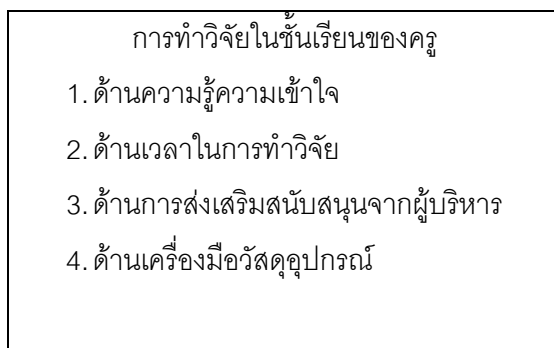 การทำวิจัยในชั้นเรียนของครู
1. ด้านความรู้ความเข้าใจ
2. ด้านเวลาในการทำวิจัย
3. ด้านการส่งเสริมสนับสนุนจากผู้บริหาร
4. ด้านเครื่องมือวัสดุอุปกรณ์